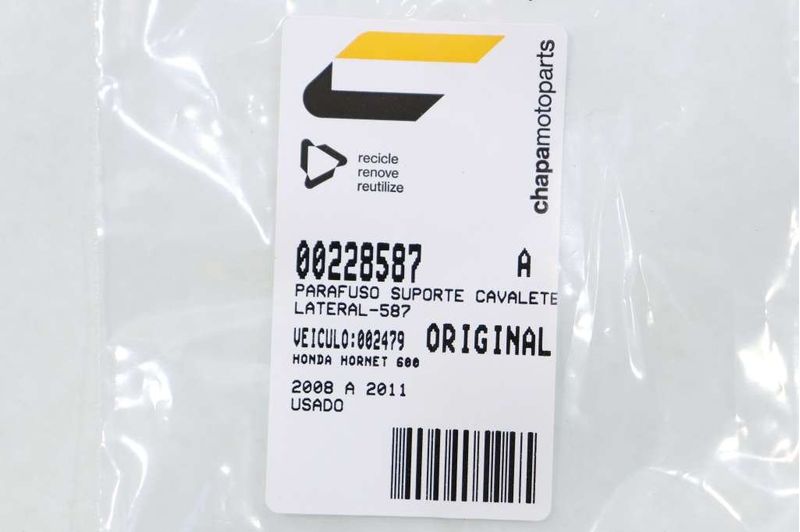 chapamotoparts
recicle
renove
reutilize
00228587 A
PARAFUSO SUPORTE CAVALETE
LATERAL-587
VEICULO:002479 ORIGINAL
HONDA HORNET 600
2008 A 2011
USADO